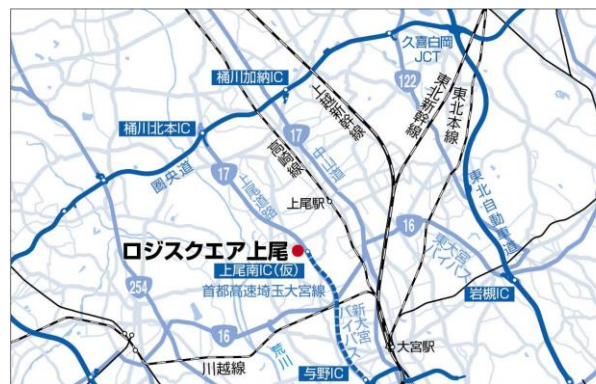 久喜白岡
JCT
桶川加納IC
122
上越新幹線
東北新幹線
東北本線
桶川北本IC
17
中山道
高崎線
17
圏央道
上尾道路
上尾駅
東北自動車道
16
東大宮
バイパス
ロジスクエア上尾
上尾南IC(仮)
岩槻IC
254
首都高速埼玉大宮線
新大宮
バイパス
16
荒川
大宮駅
川越線
与野IC